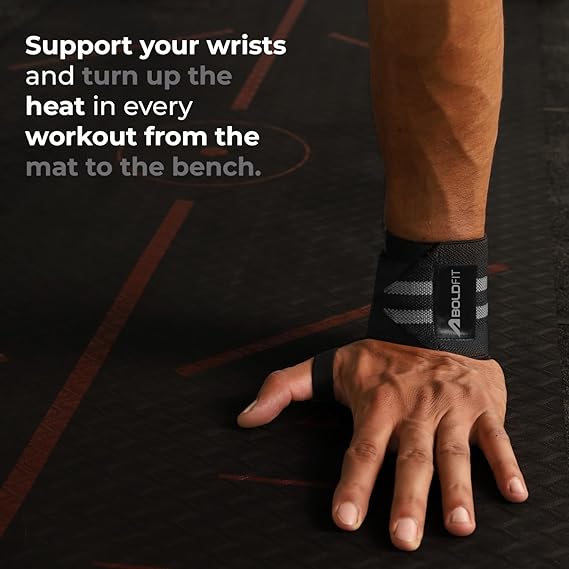 Support your wrists
and turn up the
heat in every
workout from the
mat to the bench.
BOLDFIT